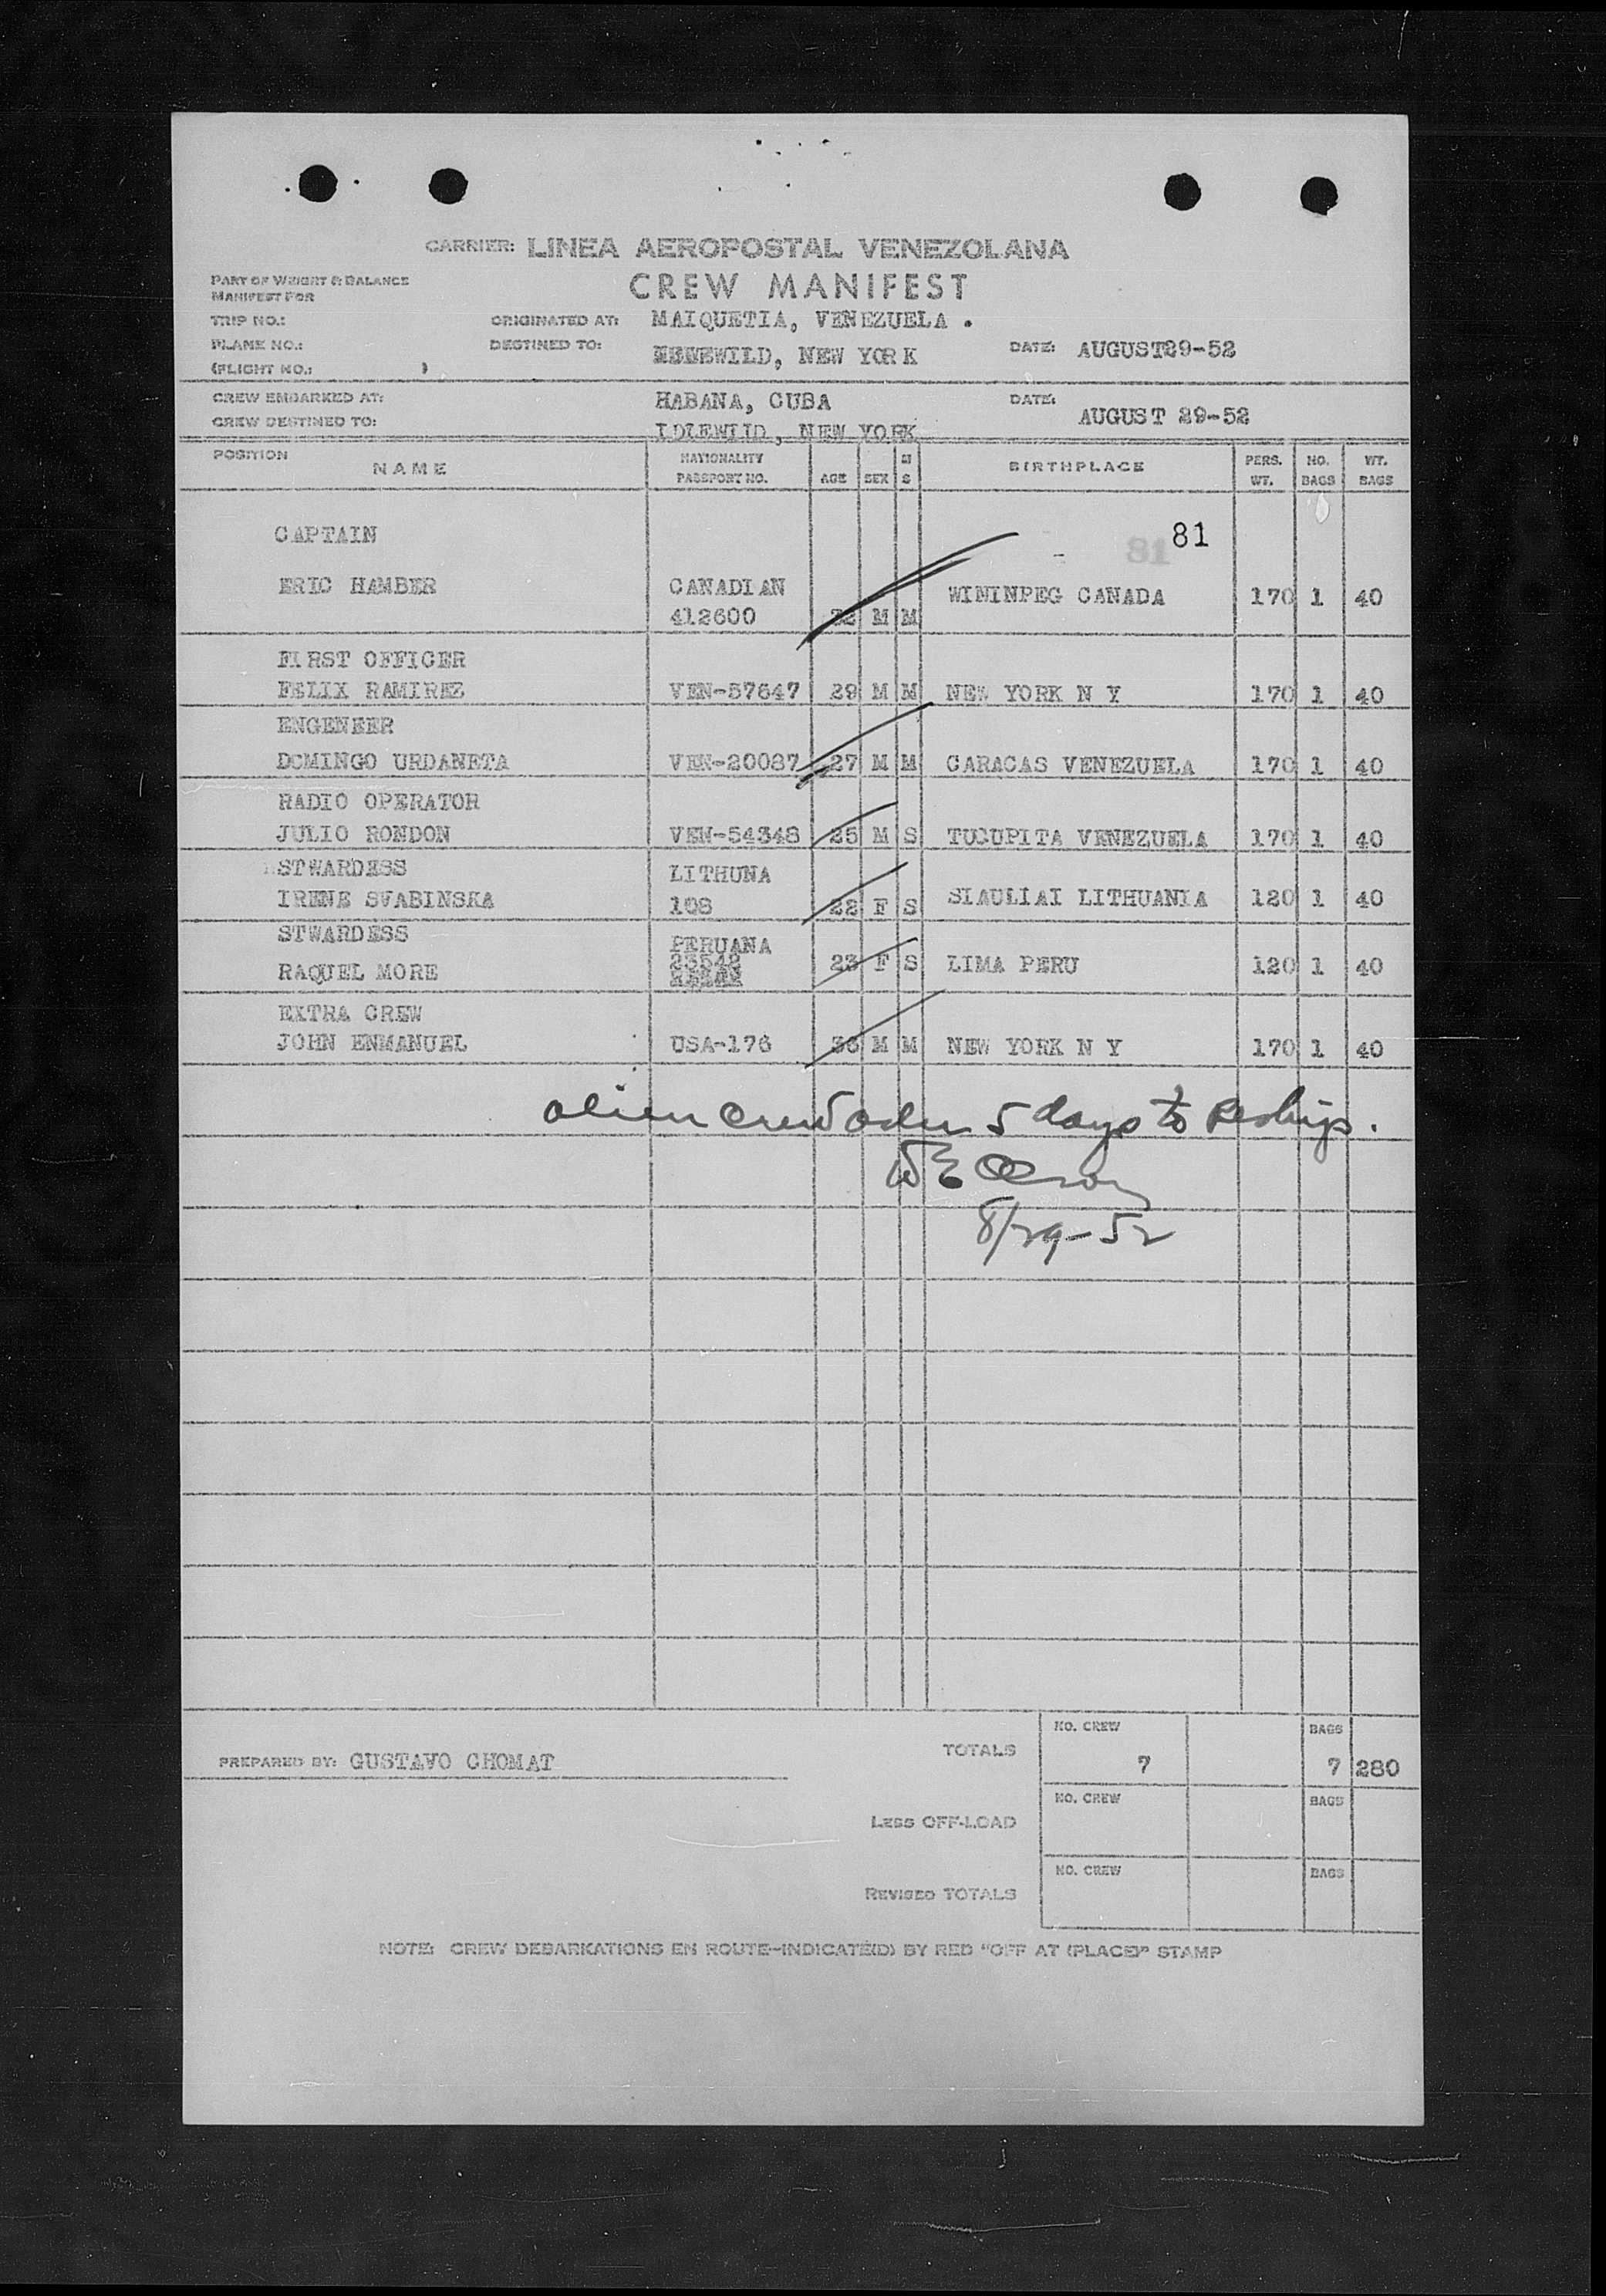 CARRIER: LINEA AEROPOSTAL VENEZOLANA
CREW MANIFEST
PART OF WEIGHT & BALANCE
MANIFEST FOR
TRIP NO.: ORIGINATED AT: MAIQUETIA, VENEZUELA .
PLANE NO.: DESTINED TO: NEW YORK DATE: AUGUST29-52
(FLIGHT NO.: )
CREW EMBARKED AT: HABANA, CUBA DATE: AUGUST 29-52
CREW DESTINED TO: IDLEWIID, NEW YORK
POSITION NAME NATIONALITY PASSPORT NO. AGE SEX M S BIRTHPLACE PERS. WT. NO. BAGS WT. BAGS
CAPTAIN 81 81
ERIC HAMBER CANADIAN WININPEG CANADA 170 1 40
412600 M M
FIRST OFFICER
FELIX RAMIREZ VEN-57647 29 M M NEW YORK N Y 170 1 40
ENGENEER
DOMINGO URDANETA VEN-20087 27 M M CARACAS VENEZUELA 170 1 40
RADIO OPERATOR
JULIO RONDON VEN-54348 25 M S TUCUPITA VENEZUELA 170 1 40
STWARDESS LITHUNA
IRENE SVABINSKA 108 22 F S SIAULIAI LITHUANIA 120 1 40
STWARDESS PERUANA
RAQUEL MORE 23542 23 F S LIMA PERU 120 1 40
EXTRA CREW
JOHN ENMANUEL USA-176 36 M M NEW YORK N Y 170 1 40
alien crew 5 days to Reship.
8/29-52
TOTALS NO. CREW 7 BAGS 7 280
PREPARED BY: GUSTAVO CHOMAT
LESS OFF-LOAD NO. CREW BAGS
REVISED TOTALS NO. CREW BAGS
NOTE: CREW DEBARKATIONS EN ROUTE-INDICATE(D) BY RED "OFF AT (PLACE)" STAMP